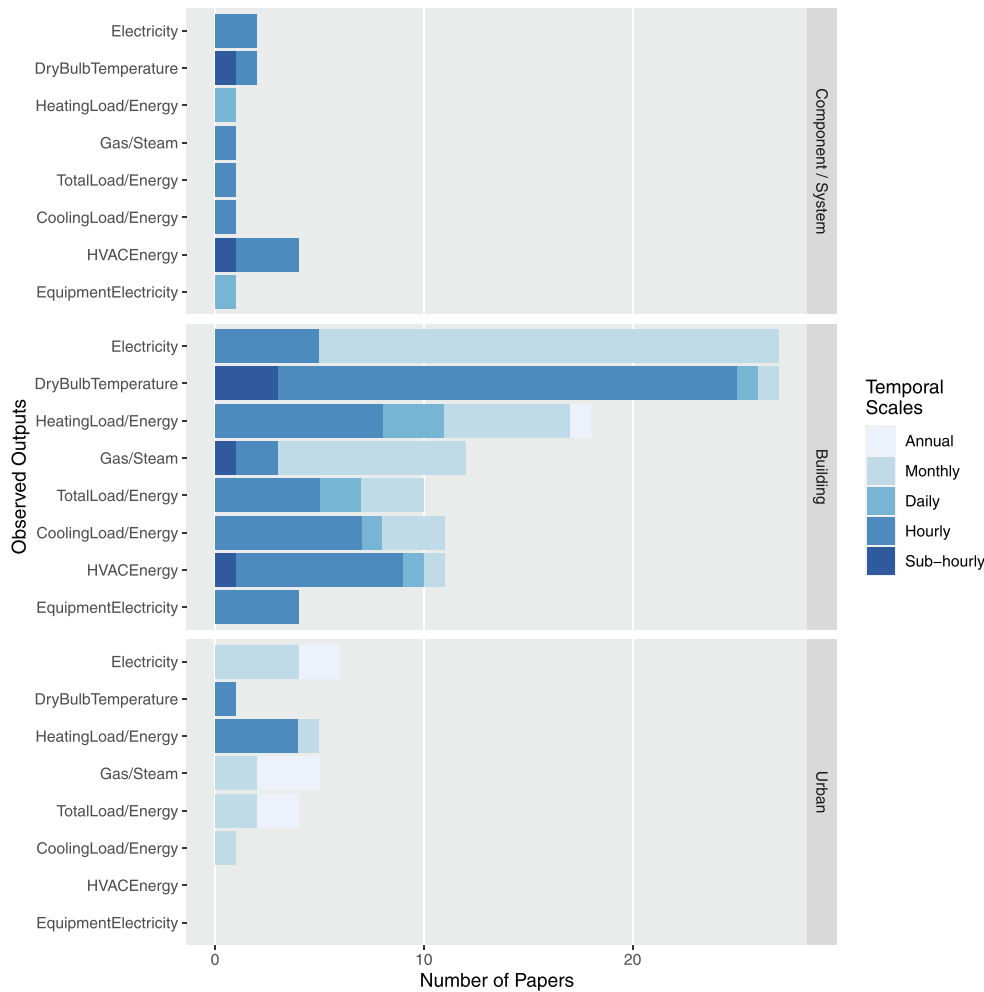 Electricity
DryBulbTemperature
HeatingLoad/Energy
Gas/Steam
TotalLoad/Energy
CoolingLoad/Energy
HVACEnergy
EquipmentElectricity
Component / System
Electricity
DryBulbTemperature
HeatingLoad/Energy
Gas/Steam
TotalLoad/Energy
CoolingLoad/Energy
HVACEnergy
EquipmentElectricity
Building
Electricity
DryBulbTemperature
HeatingLoad/Energy
Gas/Steam
TotalLoad/Energy
CoolingLoad/Energy
HVACEnergy
EquipmentElectricity
Urban
Observed Outputs
0
10
20
Number of Papers
Temporal
Scales
Annual
Monthly
Daily
Hourly
Sub−hourly